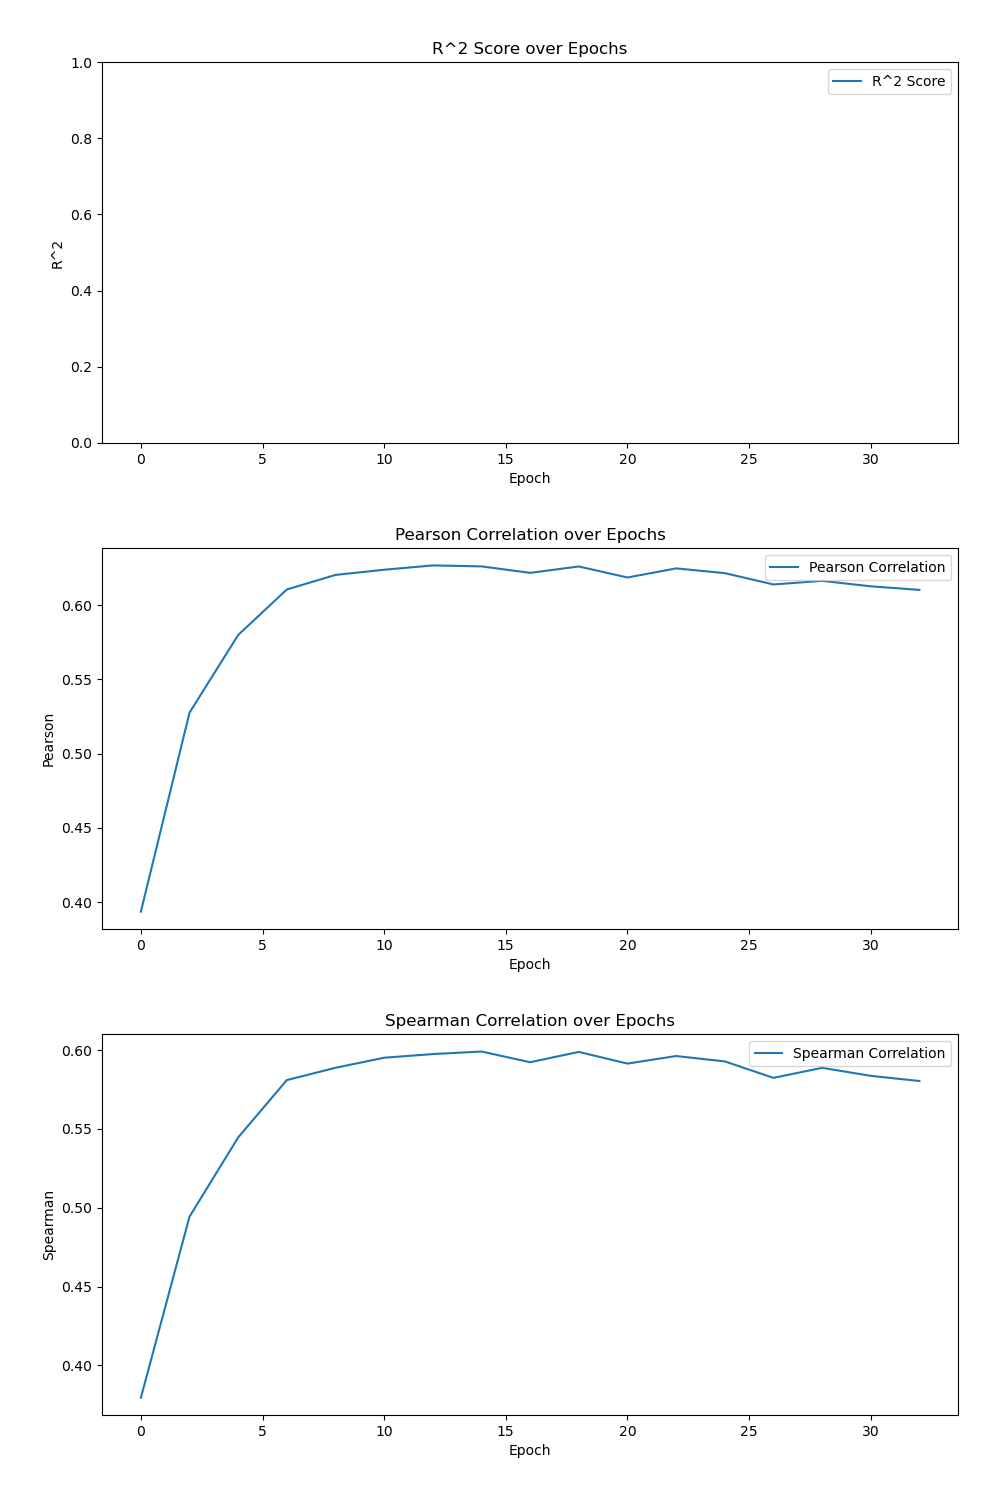 R^2 Score over Epochs
1.0
R^2 Score
0.8
0.6
R^2
0.4
0.2
0.0
0 5 10 15 20 25 30
Epoch
Pearson Correlation over Epochs
Pearson Correlation
0.60
0.55
Pearson
0.50
0.45
0.40
0 5 10 15 20 25 30
Epoch
Spearman Correlation over Epochs
0.60
Spearman Correlation
0.55
0.50
Spearman
0.45
0.40
0 5 10 15 20 25 30
Epoch